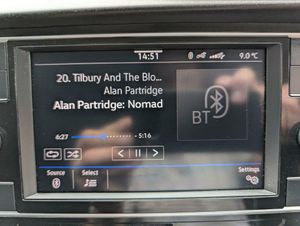 14:51
9.0 °C
20. Tilbury And The Blo...
Alan Partridge
Alan Partridge: Nomad
BT
6:27
- 5:16
Source
Select
Settings